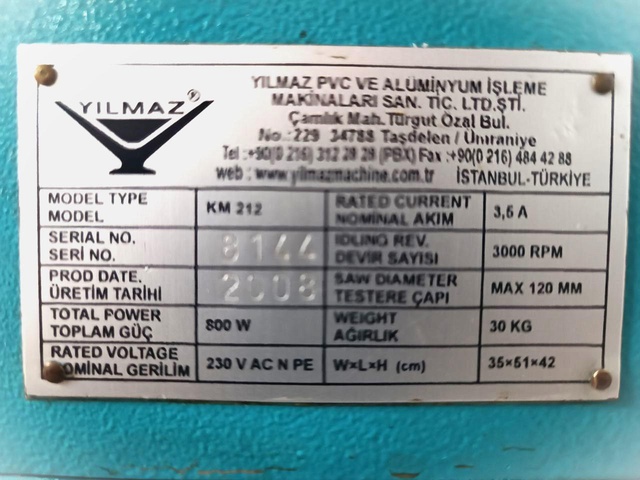 YILMAZ®
YILMAZ PVC VE ALÜMİNYUM İŞLEME
MAKİNALARI SAN. TİC. LTD.ŞTİ.
Çamlık Mah. Turgut Özal Bul.
No.:229 34788 Taşdelen / Ümraniye
Tel :+90(0 216) 312 28 28 (PBX) Fax :+90(0 216) 484 42 88
web : www.yilmazmachine.com.tr İSTANBUL-TÜRKİYE
MODEL TYPE
MODEL
KM 212
RATED CURRENT
NOMİNAL AKIM
3,5 A
SERIAL NO.
SERİ NO.
8144
IDLING REV.
DEVİR SAYISI
3000 RPM
PROD DATE.
ÜRETİM TARİHİ
2008
SAW DIAMETER
TESTERE ÇAPI
MAX 120 MM
TOTAL POWER
TOPLAM GÜÇ
800 W
WEIGHT
AĞIRLIK
30 KG
RATED VOLTAGE
NOMİNAL GERİLİM
230 V AC N PE
W×L×H (cm)
35×51×42